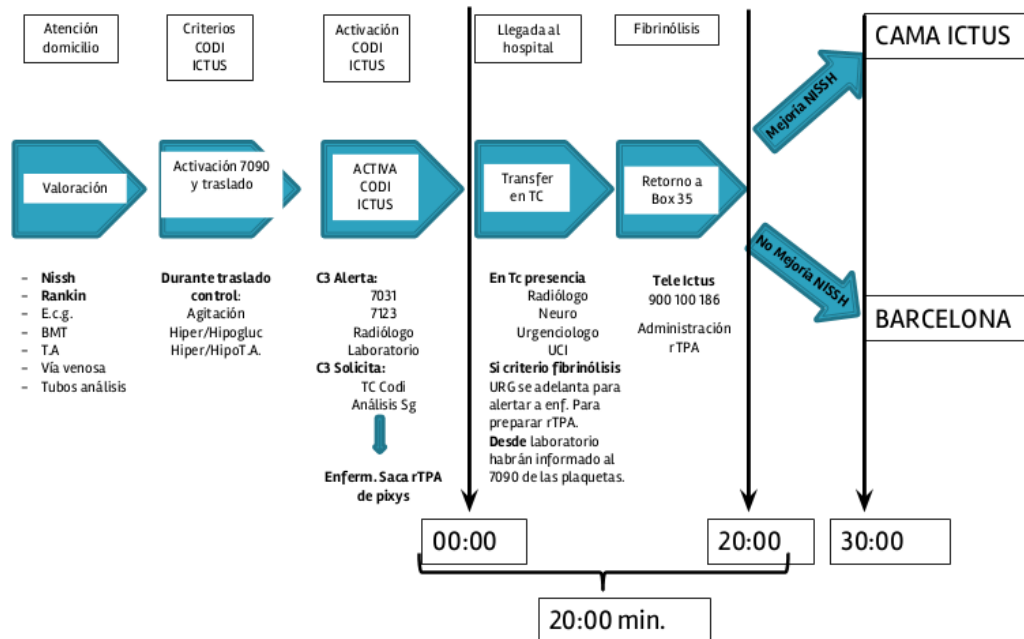 Atención
domicilio
Criterios
CODI
ICTUS
Activación
CODI
ICTUS
Llegada al
hospital
Fibrinólisis
CAMA ICTUS
Mejoría NISSH
Valoración
Activación 7090
y traslado
ACTIVA
CODI
ICTUS
Transfer
en TC
Retorno a
Box 35
No Mejoría NISSH
BARCELONA
- Nissh
- Rankin
- E.c.g.
- BMT
- T.A
- Vía venosa
- Tubos análisis
Durante traslado
control:
Agitación
Hiper/Hipogluc
Hiper/HipoT.A.
C3 Alerta:
7031
7123
Radiólogo
Laboratorio
C3 Solicita:
TC Codi
Análisis Sg
Enferm. Saca rTPA
de pixys
En Tc presencia
Radiólogo
Neuro
Urgenciologo
UCI
Si criterio fibrinólisis
URG se adelanta para
alertar a enf. Para
preparar rTPA.
Desde laboratorio
habrán informado al
7090 de las plaquetas.
Tele Ictus
900 100 186
Administración
rTPA
00:00
20:00
30:00
20:00 min.